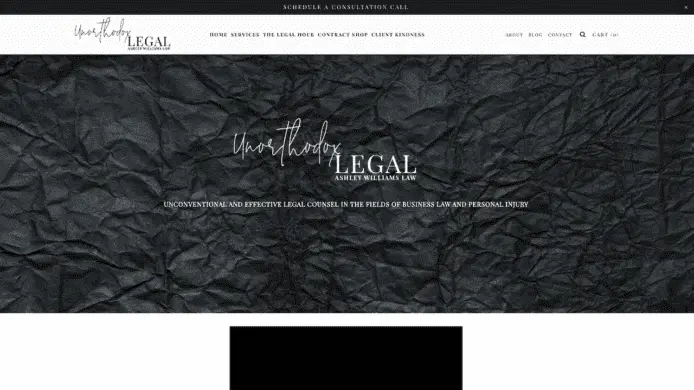 SCHEDULE A CONSULTATION CALL
×
Unorthodox
LEGAL
ASHLEY WILLIAMS LAW
HOME SERVICES THE LEGAL HOUR CONTRACT SHOP CLIENT KINDNESS
ABOUT BLOG CONTACT CART (0)
Unorthodox
LEGAL
ASHLEY WILLIAMS LAW
UNCONVENTIONAL AND EFFECTIVE LEGAL COUNSEL IN THE FIELDS OF BUSINESS LAW AND PERSONAL INJURY